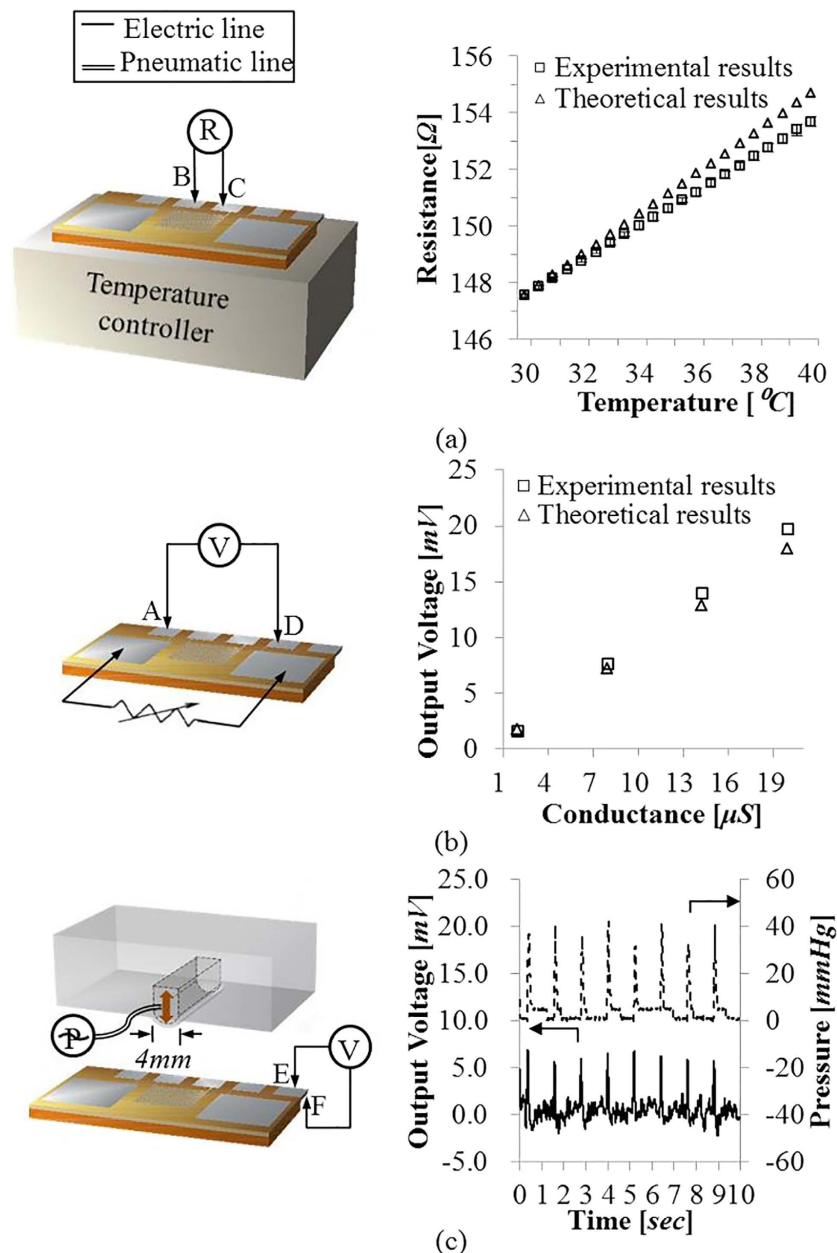 Electric line
Pneumatic line
R
B
C
Temperature
controller
156
154
152
150
148
146
Resistance[Ω]
Experimental results
Theoretical results
30 32 34 36 38 40
Temperature [ ⁰C]
(a)
V
A
D
25
20
15
10
5
0
Output Voltage [mV]
Experimental results
Theoretical results
1 4 7 10 13 16 19
Conductance [μS]
(b)
P
4mm
V
E
F
25.0
20.0
15.0
10.0
5.0
0.0
-5.0
Output Voltage [mV]
60
40
20
0
-20
-40
-60
Pressure [mmHg]
0 1 2 3 4 5 6 7 8 9 10
Time [sec]
(c)